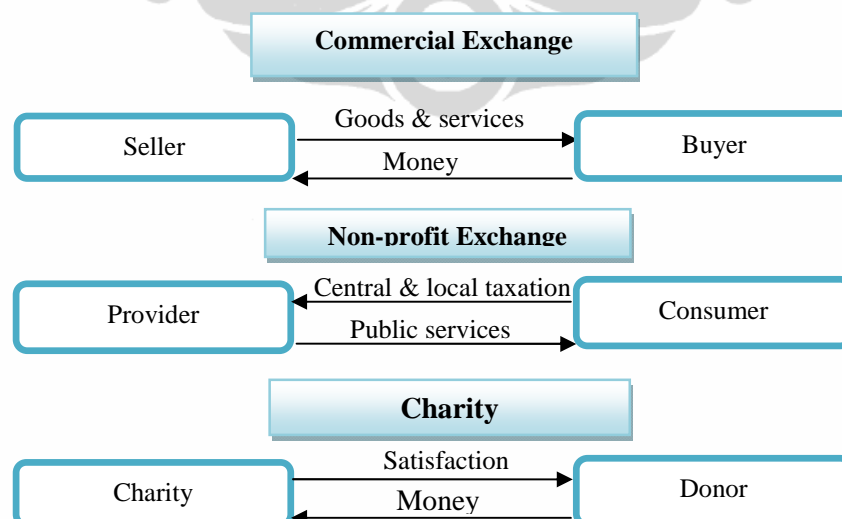 Commercial Exchange
Goods & services
Seller
Buyer
Money
Non-profit Exchange
Central & local taxation
Provider
Consumer
Public services
Charity
Satisfaction
Charity
Donor
Money